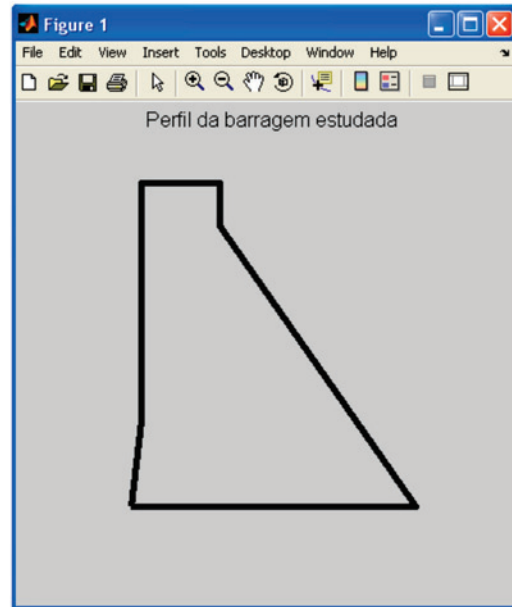 Figure 1
File Edit View Insert Tools Desktop Window Help
Perfil da barragem estudada